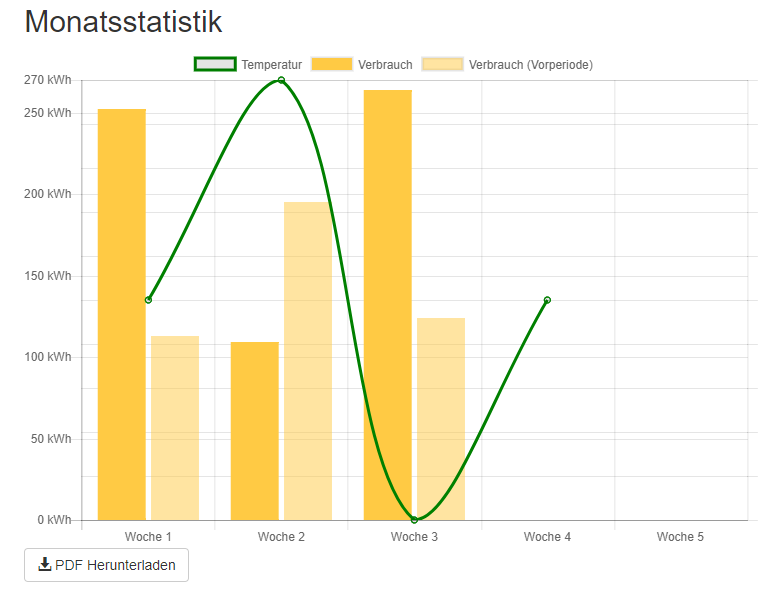 Monatsstatistik
Temperatur Verbrauch Verbrauch (Vorperiode)
270 kWh
250 kWh
200 kWh
150 kWh
100 kWh
50 kWh
0 kWh
Woche 1 Woche 2 Woche 3 Woche 4 Woche 5
PDF Herunterladen